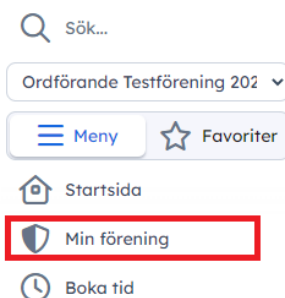 Sök...
Ordförande Testförening 202
Meny Favoriter
Startsida
Min förening
Boka tid